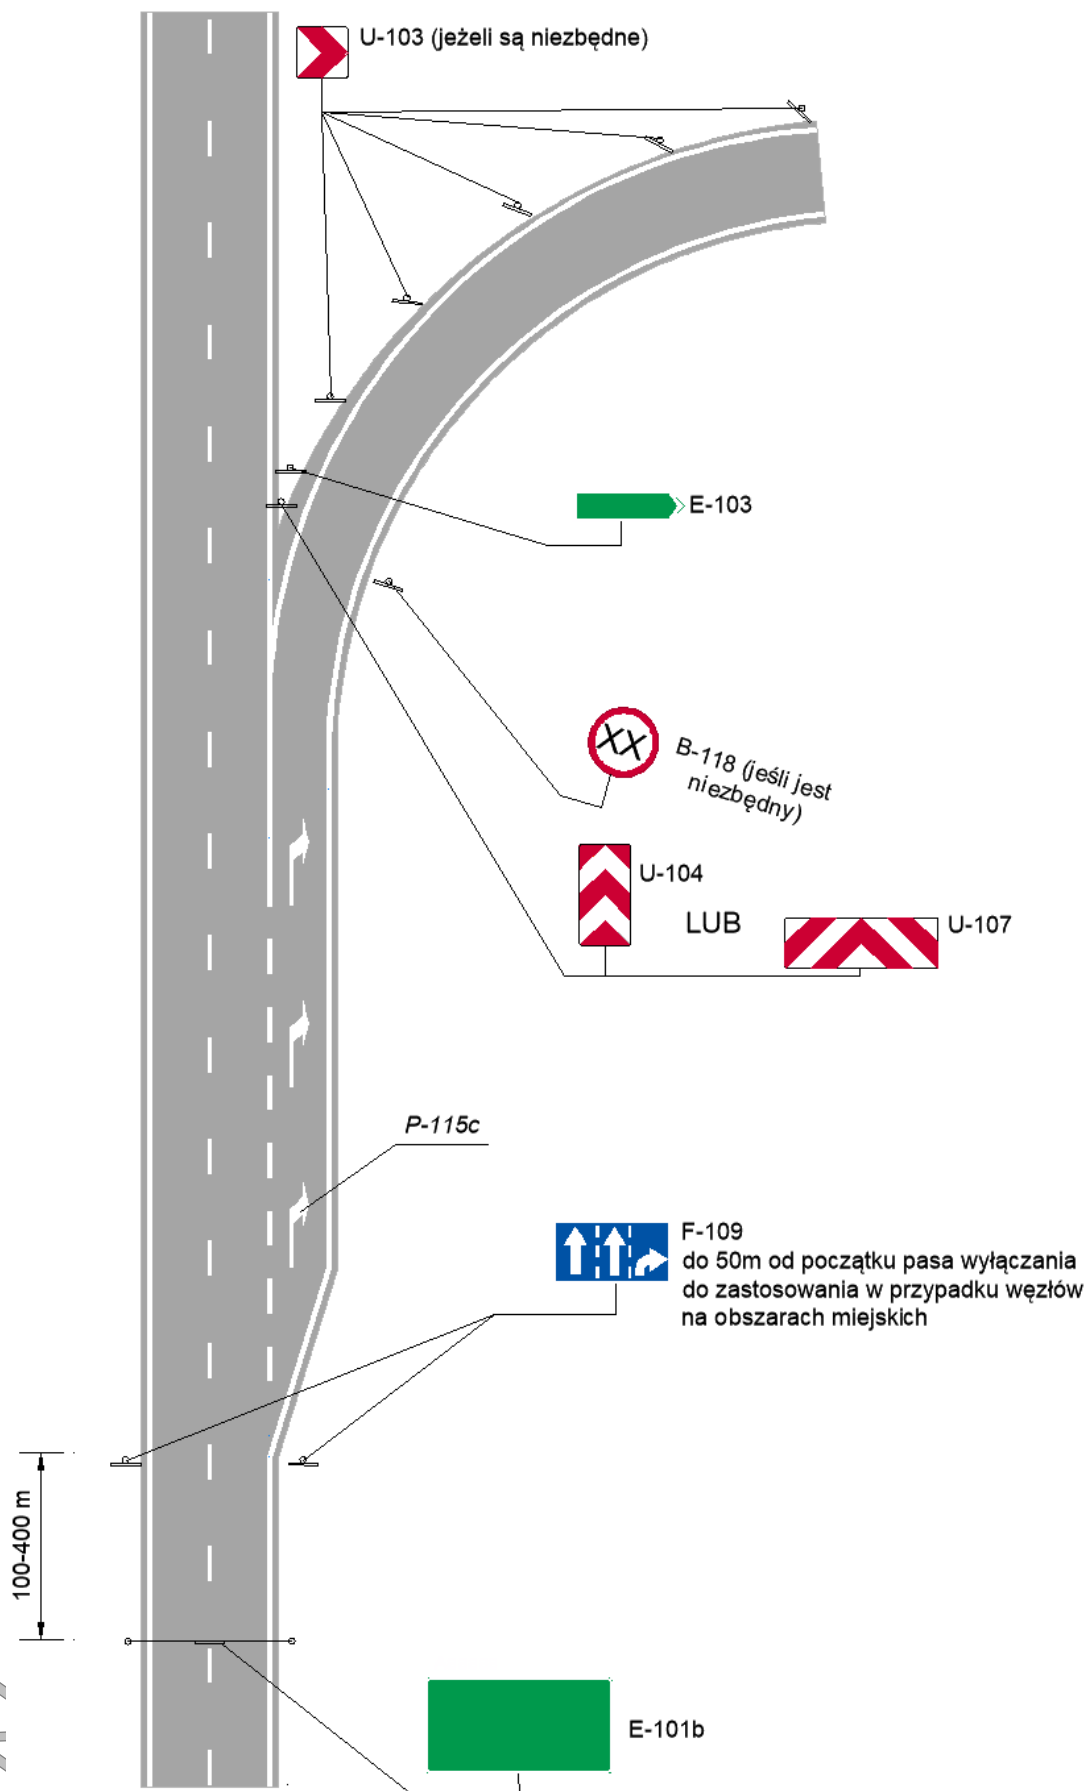 U-103 (jeżeli są niezbędne)
E-103
XX
B-118 (jeśli jest
niezbędny)
U-104
LUB
U-107
P-115c
F-109
do 50m od początku pasa wyłączania
do zastosowania w przypadku węzłów
na obszarach miejskich
100-400 m
E-101b